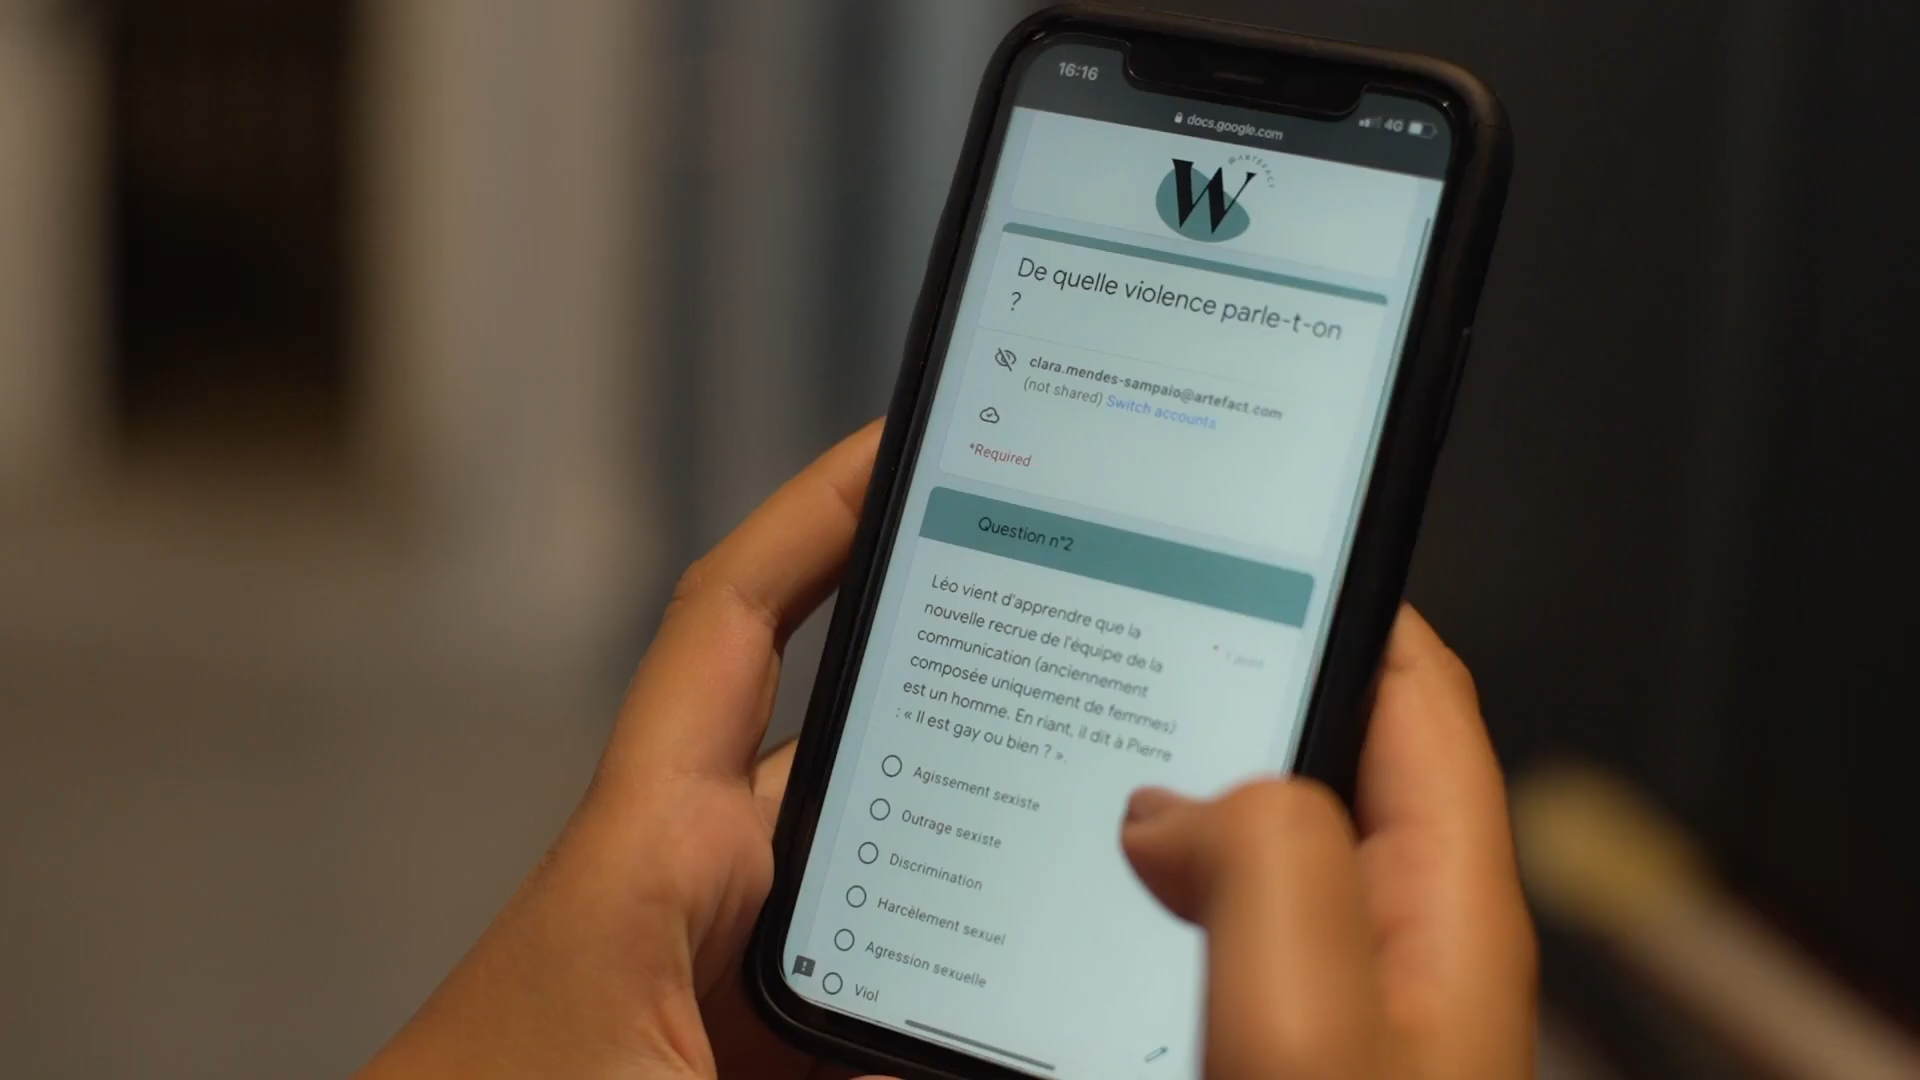 16:16
4G
docs.google.com
@ARTEFACT
W
De quelle violence parle-t-on
?
clara.mendes-sampaio@artefact.com
(not shared) Switch accounts
*Required
Question n°2
Léo vient d'apprendre que la
nouvelle recrue de l'équipe de la
communication (anciennement
composée uniquement de femmes)
est un homme. En riant, il dit à Pierre
: « Il est gay ou bien ? ».
*
Agissement sexiste
Outrage sexiste
Discrimination
Harcèlement sexuel
Agression sexuelle
Viol